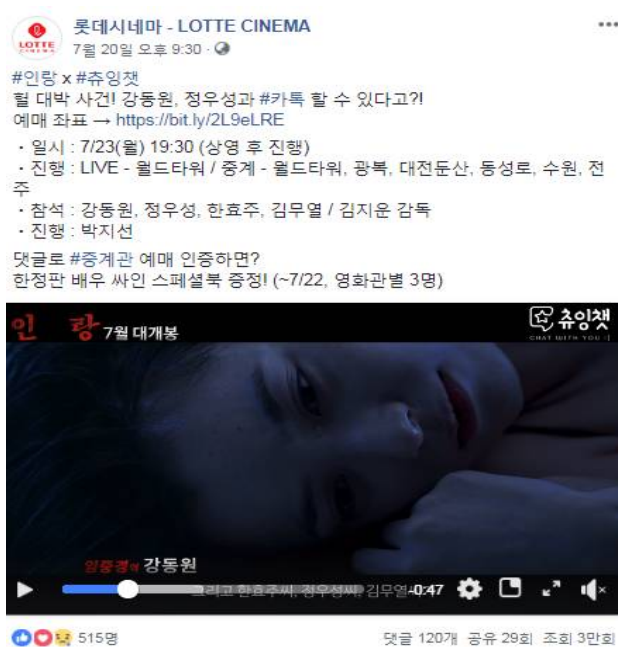 롯데시네마 - LOTTE CINEMA
LOTTE
CINEMA
7월 20일 오후 9:30 ·
#인랑 x #츄잉챗
헐 대박 사건! 강동원, 정우성과 #카톡 할 수 있다고?!
예매 좌표 → https://bit.ly/2L9eLRE
· 일시 : 7/23(월) 19:30 (상영 후 진행)
· 진행 : LIVE - 월드타워 / 중계 - 월드타워, 광복, 대전둔산, 동성로, 수원, 전
주
· 참석 : 강동원, 정우성, 한효주, 김무열 / 김지운 감독
· 진행 : 박지선
댓글로 #중계관 예매 인증하면?
한정판 배우 싸인 스페셜북 증정! (~7/22, 영화관별 3명)
인랑 7월 대개봉
츄잉챗
CHAT WITH YOU :]
임중경役 강동원
그리고 한효주씨, 정우성씨, 김무열
-0:47
515명
댓글 120개 공유 29회 조회 3만회